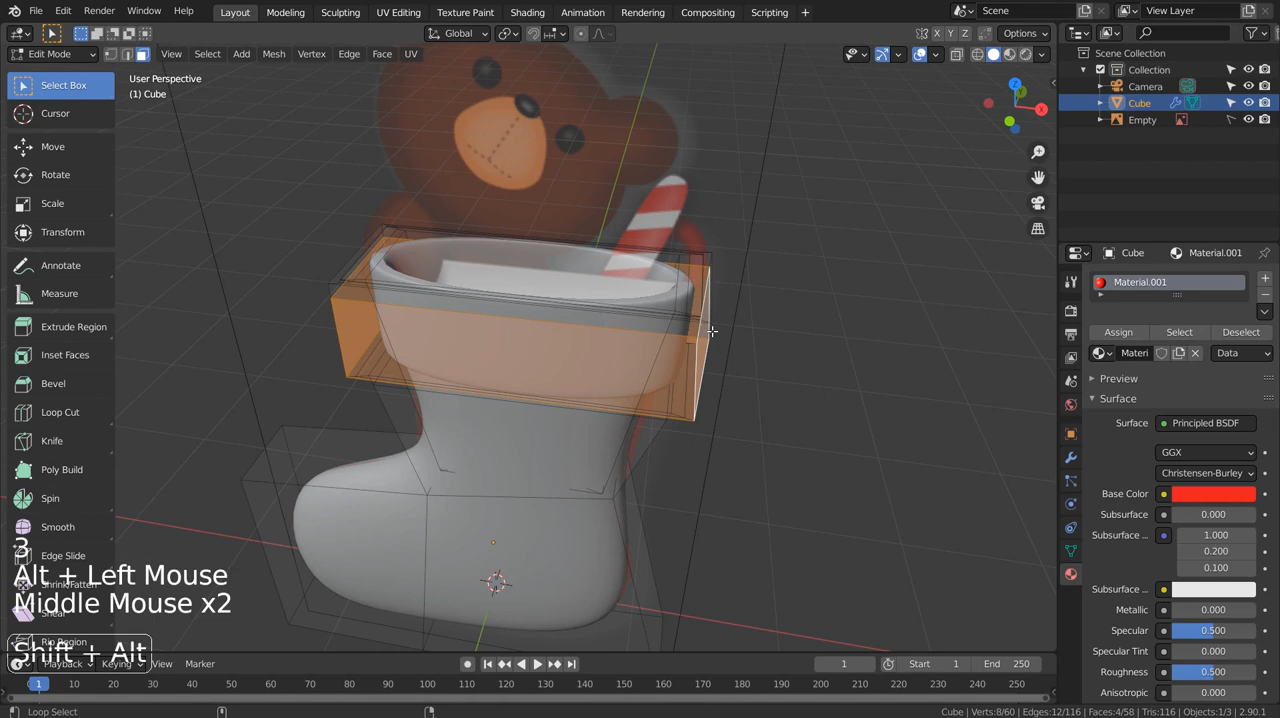 File Edit Render Window Help Layout Modeling Sculpting UV Editing Texture Paint Shading Animation Rendering Compositing Scripting + Scene View Layer
Global X Y Z Options
Edit Mode View Select Add Mesh Vertex Edge Face UV Scene Collection
User Perspective
(1) Cube
Select Box
Cursor
Move
Rotate
Scale
Transform
Annotate
Measure
Extrude Region
Inset Faces
Bevel
Loop Cut
Knife
Poly Build
Spin
Smooth
Edge Slide
Shrink/Fatten
Shear
Rip Region
3
Alt + Left Mouse
Middle Mouse x2
Shift + Alt
X
Z
Collection
Camera
Cube
Empty
Cube Material.001
Material.001
Assign Select Deselect
Materi Data
Preview
Surface
Surface Principled BSDF
GGX
Christensen-Burley
Base Color
Subsurface 0.000
Subsurface .. 1.000
0.200
0.100
Subsurface ..
Metallic 0.000
Specular 0.500
Specular Tint 0.000
Roughness 0.500
Anisotropic 0.000
Playback Keying View Marker 1 Start 1 End 250
1 10 20 30 40 50 60 70 80 90 100 110 120 130 140 150 160 170 180 190 200 210 220 230 240 250
Loop Select Cube | Verts:8/60 | Edges:12/116 | Faces:4/58 | Tris:116 | Objects:1/3 | 2.90.1